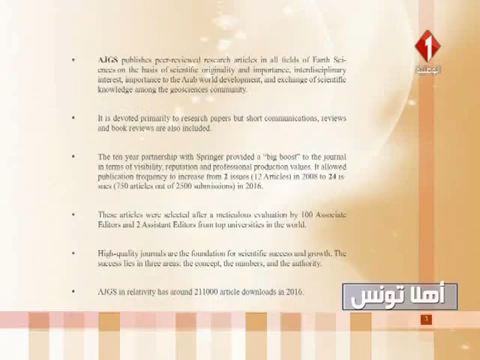 1
الوطنية
• AJGS publishes peer-reviewed research articles in all fields of Earth Sci-
ences on the basis of scientific originality and importance, interdisciplinary
interest, importance to the Arab world development, and exchange of scientific
knowledge among the geosciences community.
• It is devoted primarily to research papers but short communications, reviews
and book reviews are also included.
• The ten year partnership with Springer provided a “big boost” to the journal
in terms of visibility, reputation and professional production values. It allowed
publication frequency to increase from 2 issues (12 Articles) in 2008 to 24 is
sues (750 articles out of 2500 submissions) in 2016.
• These articles were selected after a meticulous evaluation by 100 Associate
Editors and 2 Assistant Editors from top universities in the world.
• High-quality journals are the foundation for scientific success and growth. The
success lies in three areas: the concept, the numbers, and the authority.
• AJGS in relativity has around 211000 article downloads in 2016.
أهلا تونس